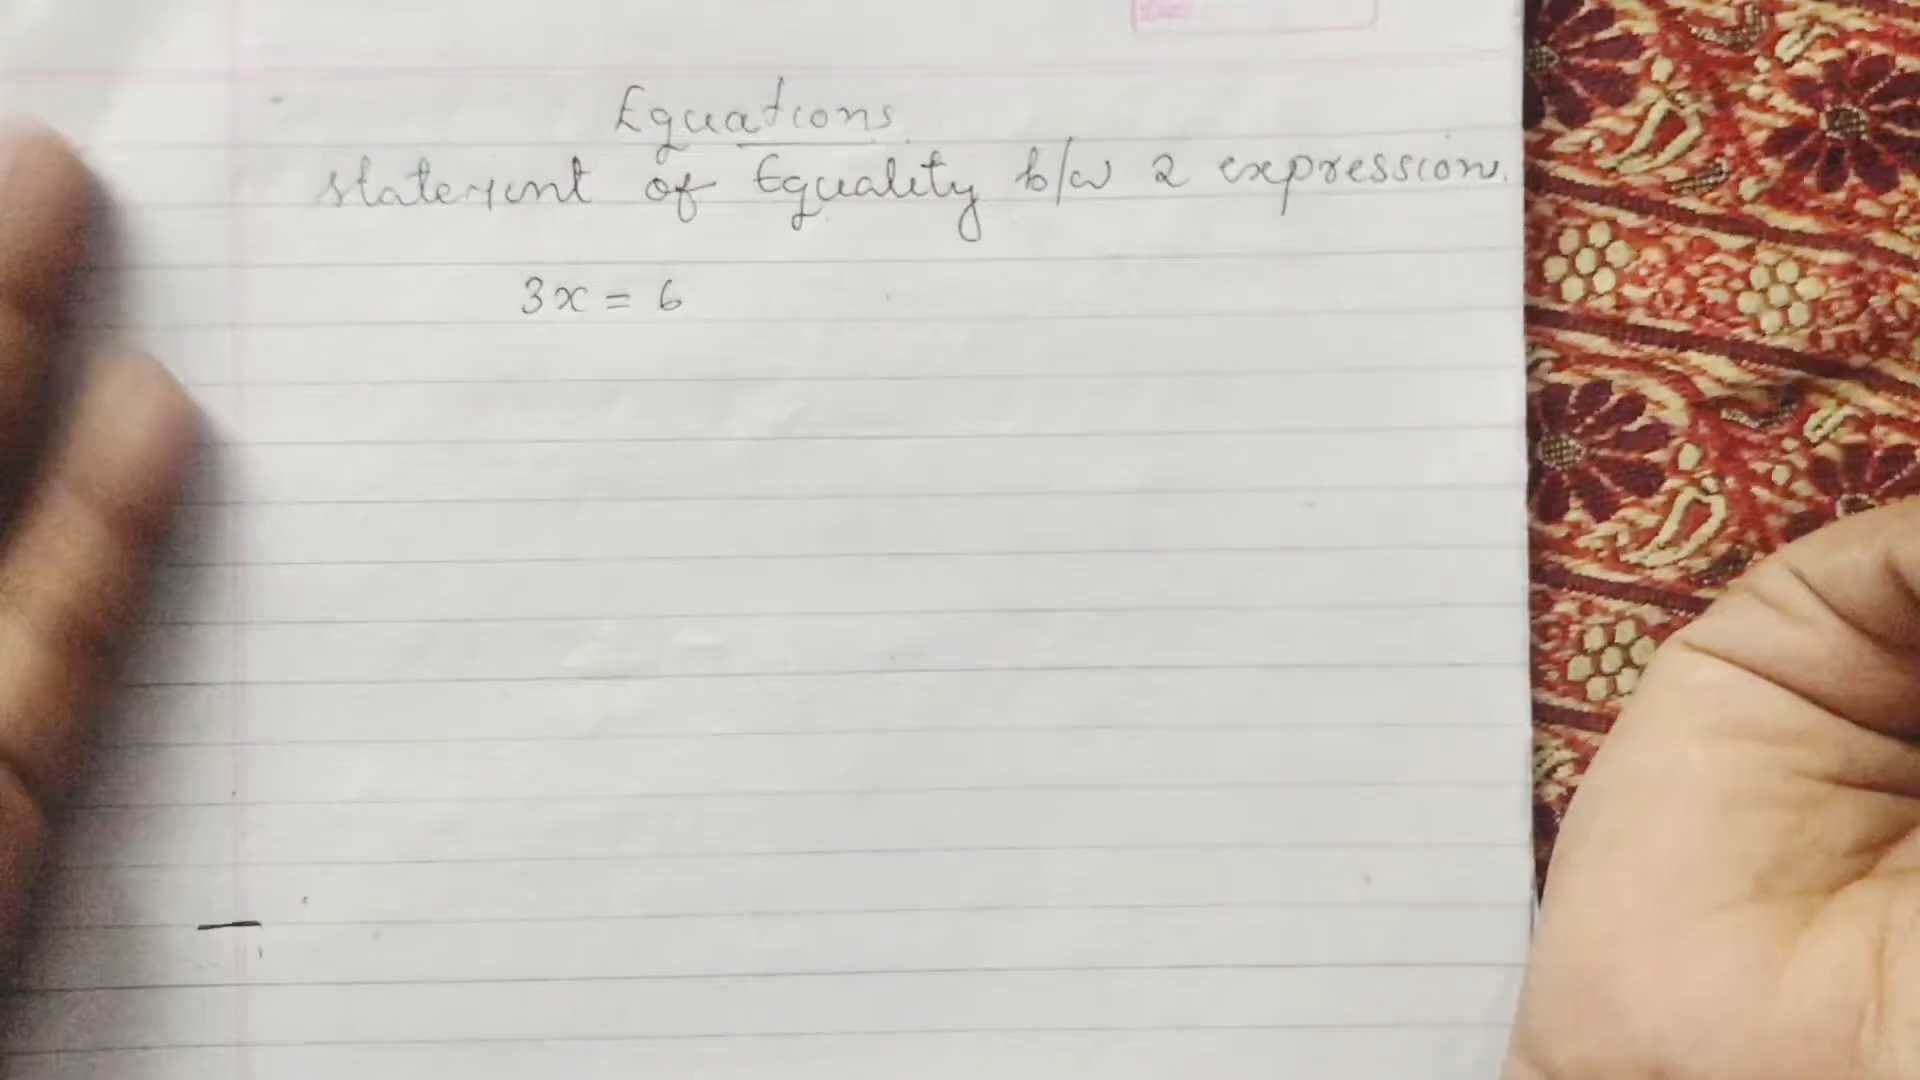 Equations
statement of Equality b/w 2 expression.
3x = 6